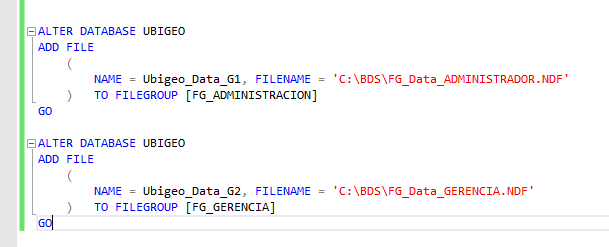 ALTER DATABASE UBIGEO
ADD FILE
(
NAME = Ubigeo_Data_G1, FILENAME = 'C:\BDS\FG_Data_ADMINISTRADOR.NDF'
) TO FILEGROUP [FG_ADMINISTRACION]
GO
ALTER DATABASE UBIGEO
ADD FILE
(
NAME = Ubigeo_Data_G2, FILENAME = 'C:\BDS\FG_Data_GERENCIA.NDF'
) TO FILEGROUP [FG_GERENCIA]
GO